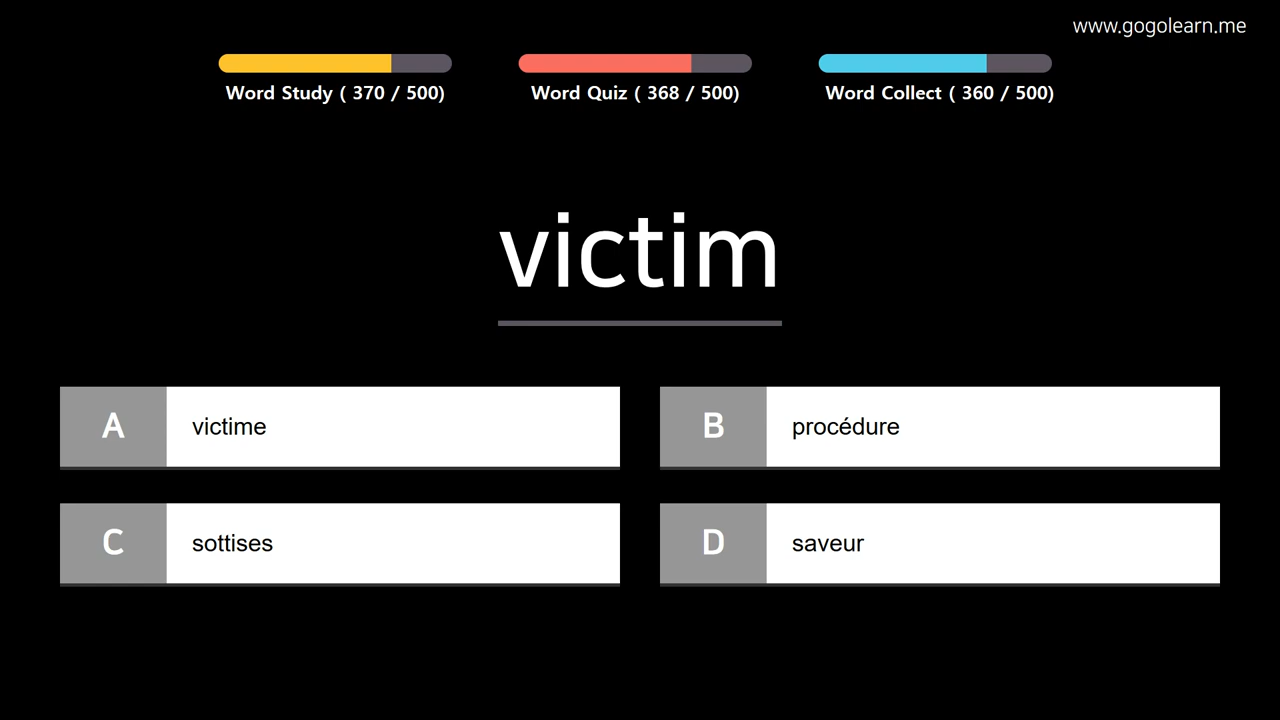 www.gogolearn.me
Word Study ( 370 / 500)
Word Quiz ( 368 / 500)
Word Collect ( 360 / 500)
victim
A victime
B procédure
C sottises
D saveur